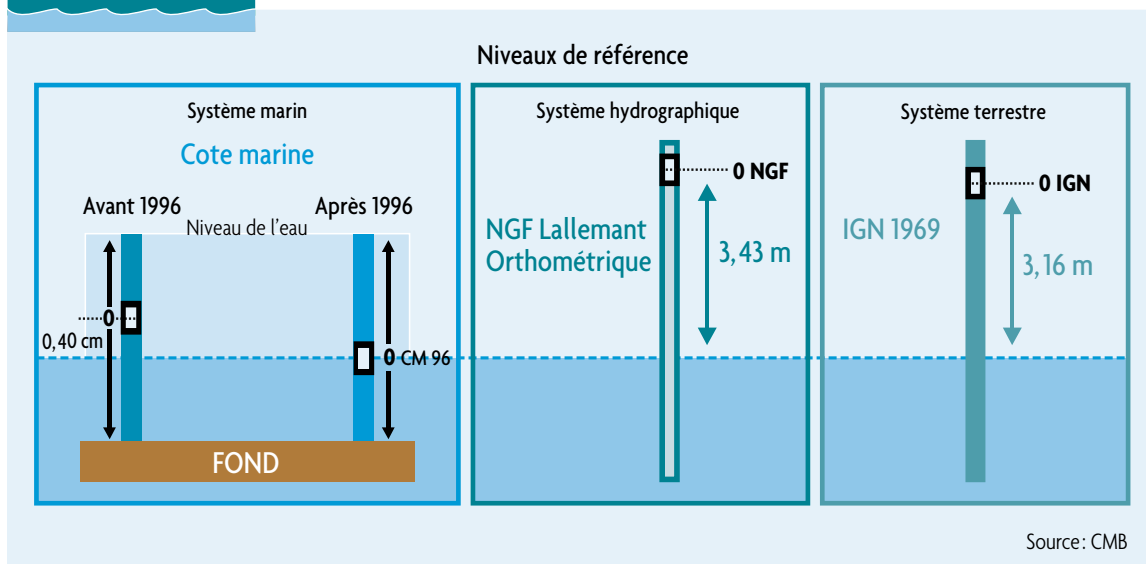 Niveaux de référence
Système marin
Cote marine
Avant 1996
Après 1996
Niveau de l'eau
0
0,40 cm
0 CM 96
FOND
Système hydrographique
0 NGF
NGF Lallemant
Orthométrique
3,43 m
Système terrestre
0 IGN
IGN 1969
3,16 m
Source : CMB